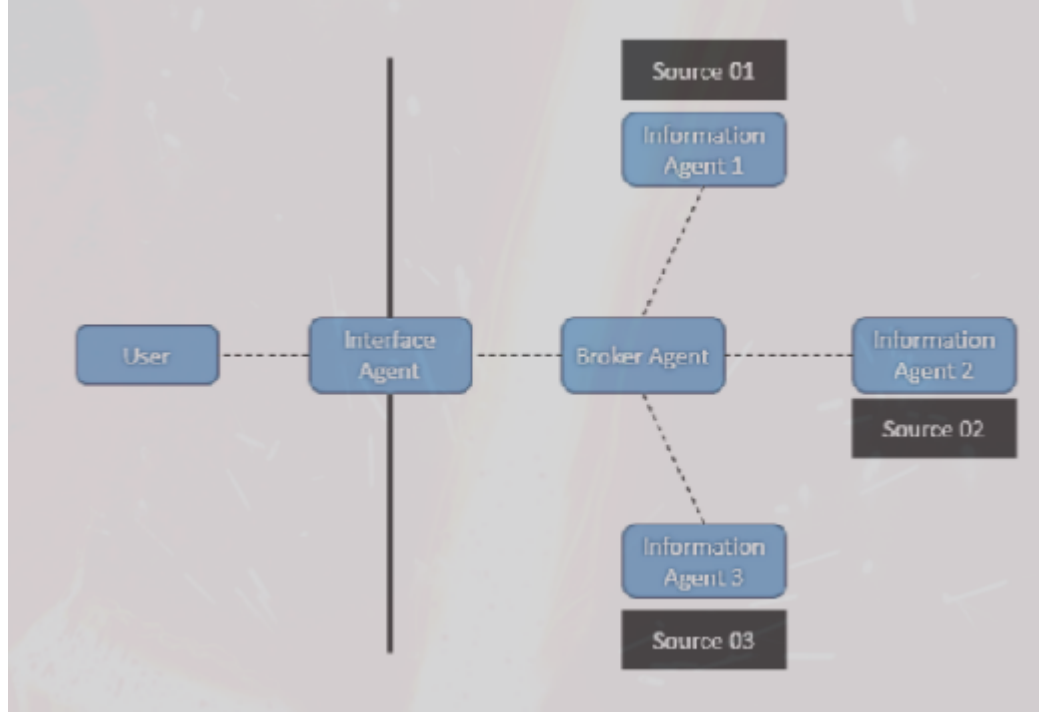 Source 01
Information
Agent 1
User
Interface
Agent
Broker Agent
Information
Agent 2
Source 02
Information
Agent 3
Source 03